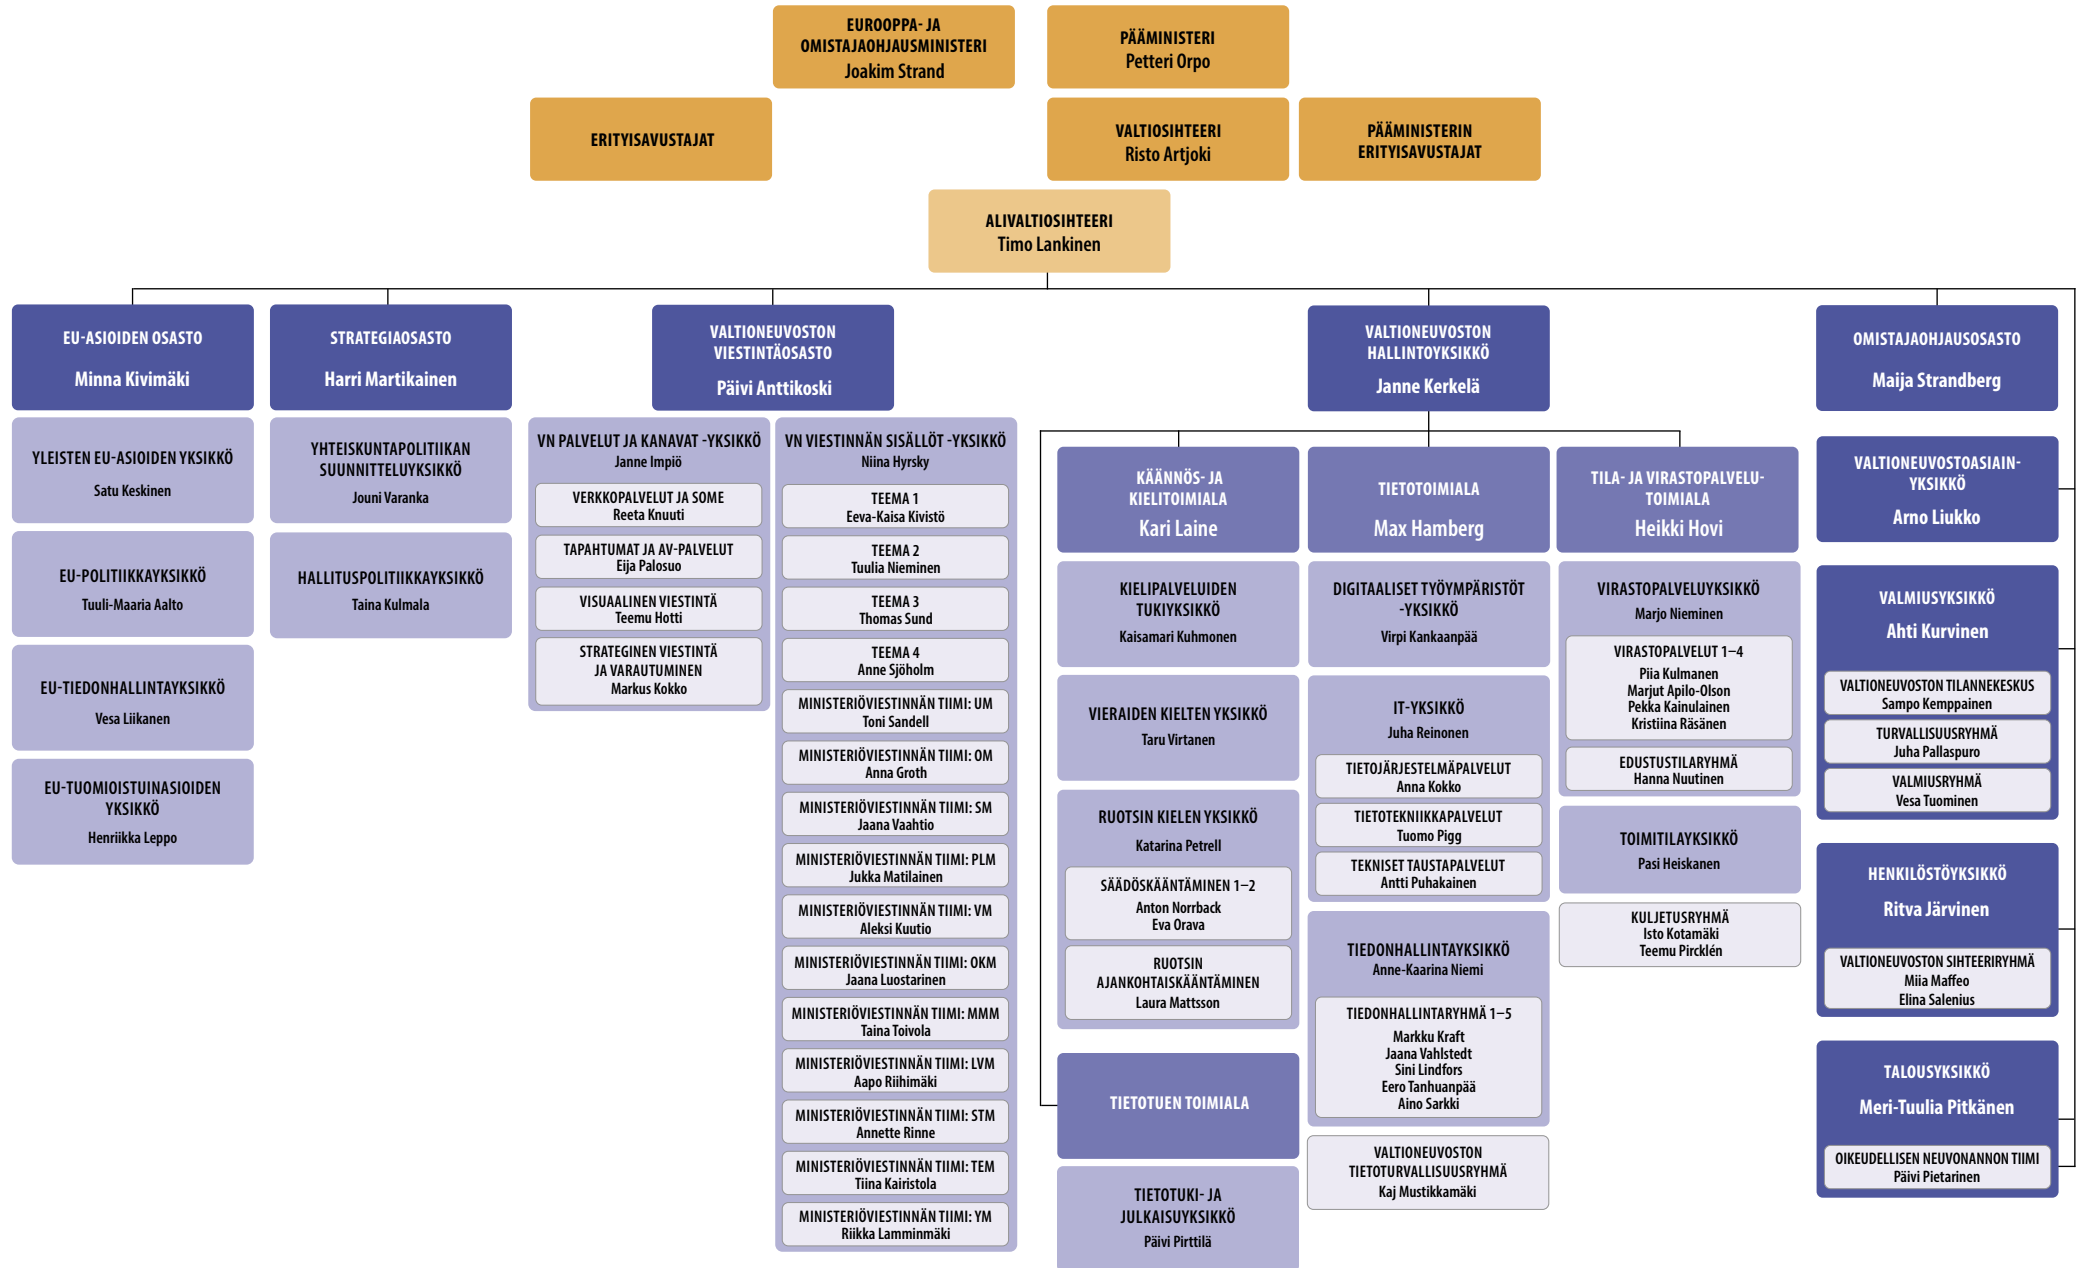 EUROOPPA- JA
OMISTAJAOHJAUSMINISTERI
Joakim Strand
PÄÄMINISTERI
Petteri Orpo
ERITYISAVUSTAJAT
VALTIOSIHTEERI
Risto Artjoki
PÄÄMINISTERIN
ERITYISAVUSTAJAT
ALIVALTIOSIHTEERI
Timo Lankinen
EU-ASIOIDEN OSASTO
Minna Kivimäki
YLEISTEN EU-ASIOIDEN YKSIKKÖ
Satu Keskinen
EU-POLITIIKKAYKSIKKÖ
Tuuli-Maaria Aalto
EU-TIEDONHALLINTAYKSIKKÖ
Vesa Liikanen
EU-TUOMIOISTUINASIOIDEN
YKSIKKÖ
Henriikka Leppo
STRATEGIAOSASTO
Harri Martikainen
YHTEISKUNTAPOLITIIKAN
SUUNNITTELUYKSIKKÖ
Jouni Varanka
HALLITUSPOLITIIKKAYKSIKKÖ
Taina Kulmala
VALTIONEUVOSTON
VIESTINTÄOSASTO
Päivi Anttikoski
VN PALVELUT JA KANAVAT -YKSIKKÖ
Janne Impiö
VERKKOPALVELUT JA SOME
Reeta Knuuti
TAPAHTUMAT JA AV-PALVELUT
Eija Palosuo
VISUAALINEN VIESTINTÄ
Teemu Hotti
STRATEGINEN VIESTINTÄ
JA VARAUTUMINEN
Markus Kokko
VN VIESTINNÄN SISÄLLÖT -YKSIKKÖ
Niina Hyrsky
TEEMA 1
Eeva-Kaisa Kivistö
TEEMA 2
Tuulia Nieminen
TEEMA 3
Thomas Sund
TEEMA 4
Anne Sjöholm
MINISTERIÖVIESTINNÄN TIIMI: UM
Toni Sandell
MINISTERIÖVIESTINNÄN TIIMI: OM
Anna Groth
MINISTERIÖVIESTINNÄN TIIMI: SM
Jaana Vaahtio
MINISTERIÖVIESTINNÄN TIIMI: PLM
Jukka Matilainen
MINISTERIÖVIESTINNÄN TIIMI: VM
Aleksi Kuutio
MINISTERIÖVIESTINNÄN TIIMI: OKM
Jaana Luostarinen
MINISTERIÖVIESTINNÄN TIIMI: MMM
Taina Toivola
MINISTERIÖVIESTINNÄN TIIMI: LVM
Aapo Riihimäki
MINISTERIÖVIESTINNÄN TIIMI: STM
Annette Rinne
MINISTERIÖVIESTINNÄN TIIMI: TEM
Tiina Kairistola
MINISTERIÖVIESTINNÄN TIIMI: YM
Riikka Lamminmäki
VALTIONEUVOSTON
HALLINTOYKSIKKÖ
Janne Kerkelä
KÄÄNNÖS- JA
KIELITOIMIALA
Kari Laine
KIELIPALVELUIDEN
TUKIYKSIKKÖ
Kaisamari Kuhmonen
VIERAIDEN KIELTEN YKSIKKÖ
Taru Virtanen
RUOTSIN KIELEN YKSIKKÖ
Katarina Petrell
SÄÄDÖSKÄÄNTÄMINEN 1–2
Anton Norrback
Eva Orava
RUOTSIN
AJANKOHTAISKÄÄNTÄMINEN
Laura Mattsson
TIETOTUEN TOIMIALA
TIETOTUKI- JA
JULKAISUYKSIKKÖ
Päivi Pirttilä
TIETOTOIMIALA
Max Hamberg
DIGITAALISET TYÖYMPÄRISTÖT
-YKSIKKÖ
Virpi Kankaanpää
IT-YKSIKKÖ
Juha Reinonen
TIETOJÄRJESTELMÄPALVELUT
Anna Kokko
TIETOTEKNIIKKAPALVELUT
Tuomo Pigg
TEKNISET TAUSTAPALVELUT
Antti Puhakainen
TIEDONHALLINTAYKSIKKÖ
Anne-Kaarina Niemi
TIEDONHALLINTARYHMÄ 1–5
Markku Kraft
Jaana Vahlstedt
Sini Lindfors
Eero Tanhuanpää
Aino Sarkki
VALTIONEUVOSTON
TIETOTURVALLISUUSRYHMÄ
Kaj Mustikkamäki
TILA- JA VIRASTOPALVELU-
TOIMIALA
Heikki Hovi
VIRASTOPALVELUYKSIKKÖ
Marjo Nieminen
VIRASTOPALVELUT 1–4
Piia Kulmanen
Marjut Apilo-Olson
Pekka Kainulainen
Kristiina Räsänen
EDUSTUSTILARYHMÄ
Hanna Nuutinen
TOIMITILAYKSIKKÖ
Pasi Heiskanen
KULJETUSRYHMÄ
Isto Kotamäki
Teemu Pircklén
OMISTAJAOHJAUSOSASTO
Maija Strandberg
VALTIONEUVOSTOASIAIN-
YKSIKKÖ
Arno Liukko
VALMIUSYKSIKKÖ
Ahti Kurvinen
VALTIONEUVOSTON TILANNEKESKUS
Sampo Kemppainen
TURVALLISUUSRYHMÄ
Juha Pallaspuro
VALMIUSRYHMÄ
Vesa Tuominen
HENKILÖSTÖYKSIKKÖ
Ritva Järvinen
VALTIONEUVOSTON SIHTEERIRYHMÄ
Miia Maffeo
Elina Salenius
TALOUSYKSIKKÖ
Meri-Tuulia Pitkänen
OIKEUDELLISEN NEUVONANNON TIIMI
Päivi Pietarinen